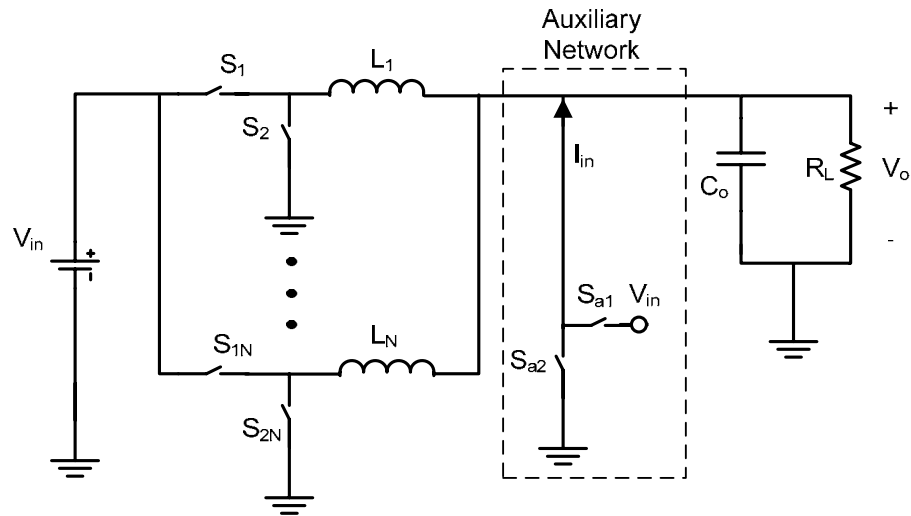 Auxiliary
Network
S1
L1
S2
Iin
Vin
+
-
Co
RL
+
Vo
-
Sa1
Vin
Sa2
S1N
LN
S2N